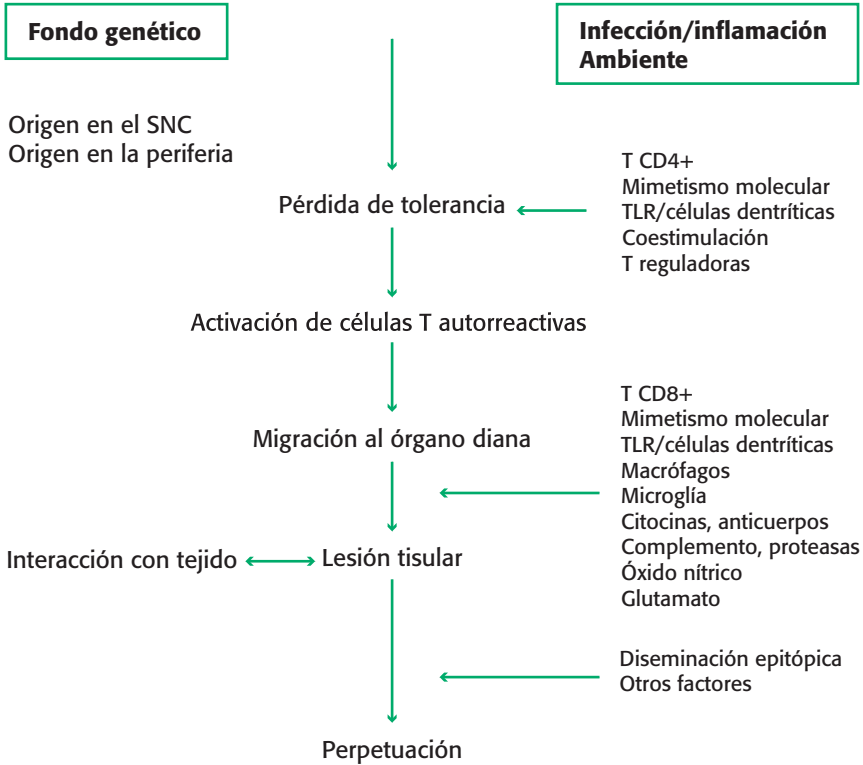 Fondo genético
Infección/inflamación
Ambiente
Origen en el SNC
Origen en la periferia
T CD4+
Mimetismo molecular
TLR/células dentríticas
Coestimulación
T reguladoras
Pérdida de tolerancia
Activación de células T autorreactivas
Migración al órgano diana
T CD8+
Mimetismo molecular
TLR/células dentríticas
Macrófagos
Microglía
Citocinas, anticuerpos
Complemento, proteasas
Óxido nítrico
Glutamato
Interacción con tejido
Lesión tisular
Diseminación epitópica
Otros factores
Perpetuación